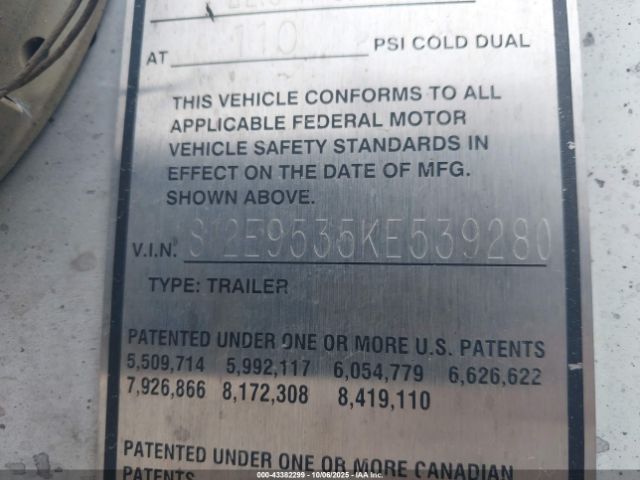 AT 110 PSI COLD DUAL
THIS VEHICLE CONFORMS TO ALL
APPLICABLE FEDERAL MOTOR
VEHICLE SAFETY STANDARDS IN
EFFECT ON THE DATE OF MFG.
SHOWN ABOVE.
V.I.N. S12E9535KE539280
TYPE: TRAILER
PATENTED UNDER ONE OR MORE U.S. PATENTS
5,509,714 5,992,117 6,054,779 6,626,622
7,926,866 8,172,308 8,419,110
PATENTED UNDER ONE OR MORE CANADIAN
PATENTS
000-43382299 - 10/06/2025 - IAA Inc.